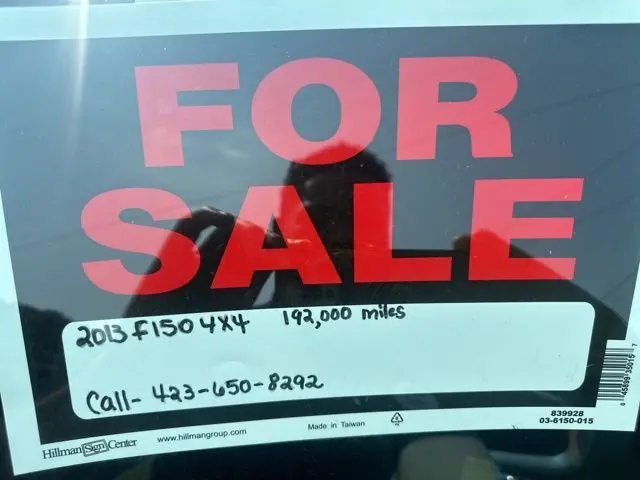 FOR
SALE
2013 F150 4X4 192,000 miles
Call- 423-650-8292
Hillman Sign Center www.hillmangroup.com Made in Taiwan
839928
03-6150-015